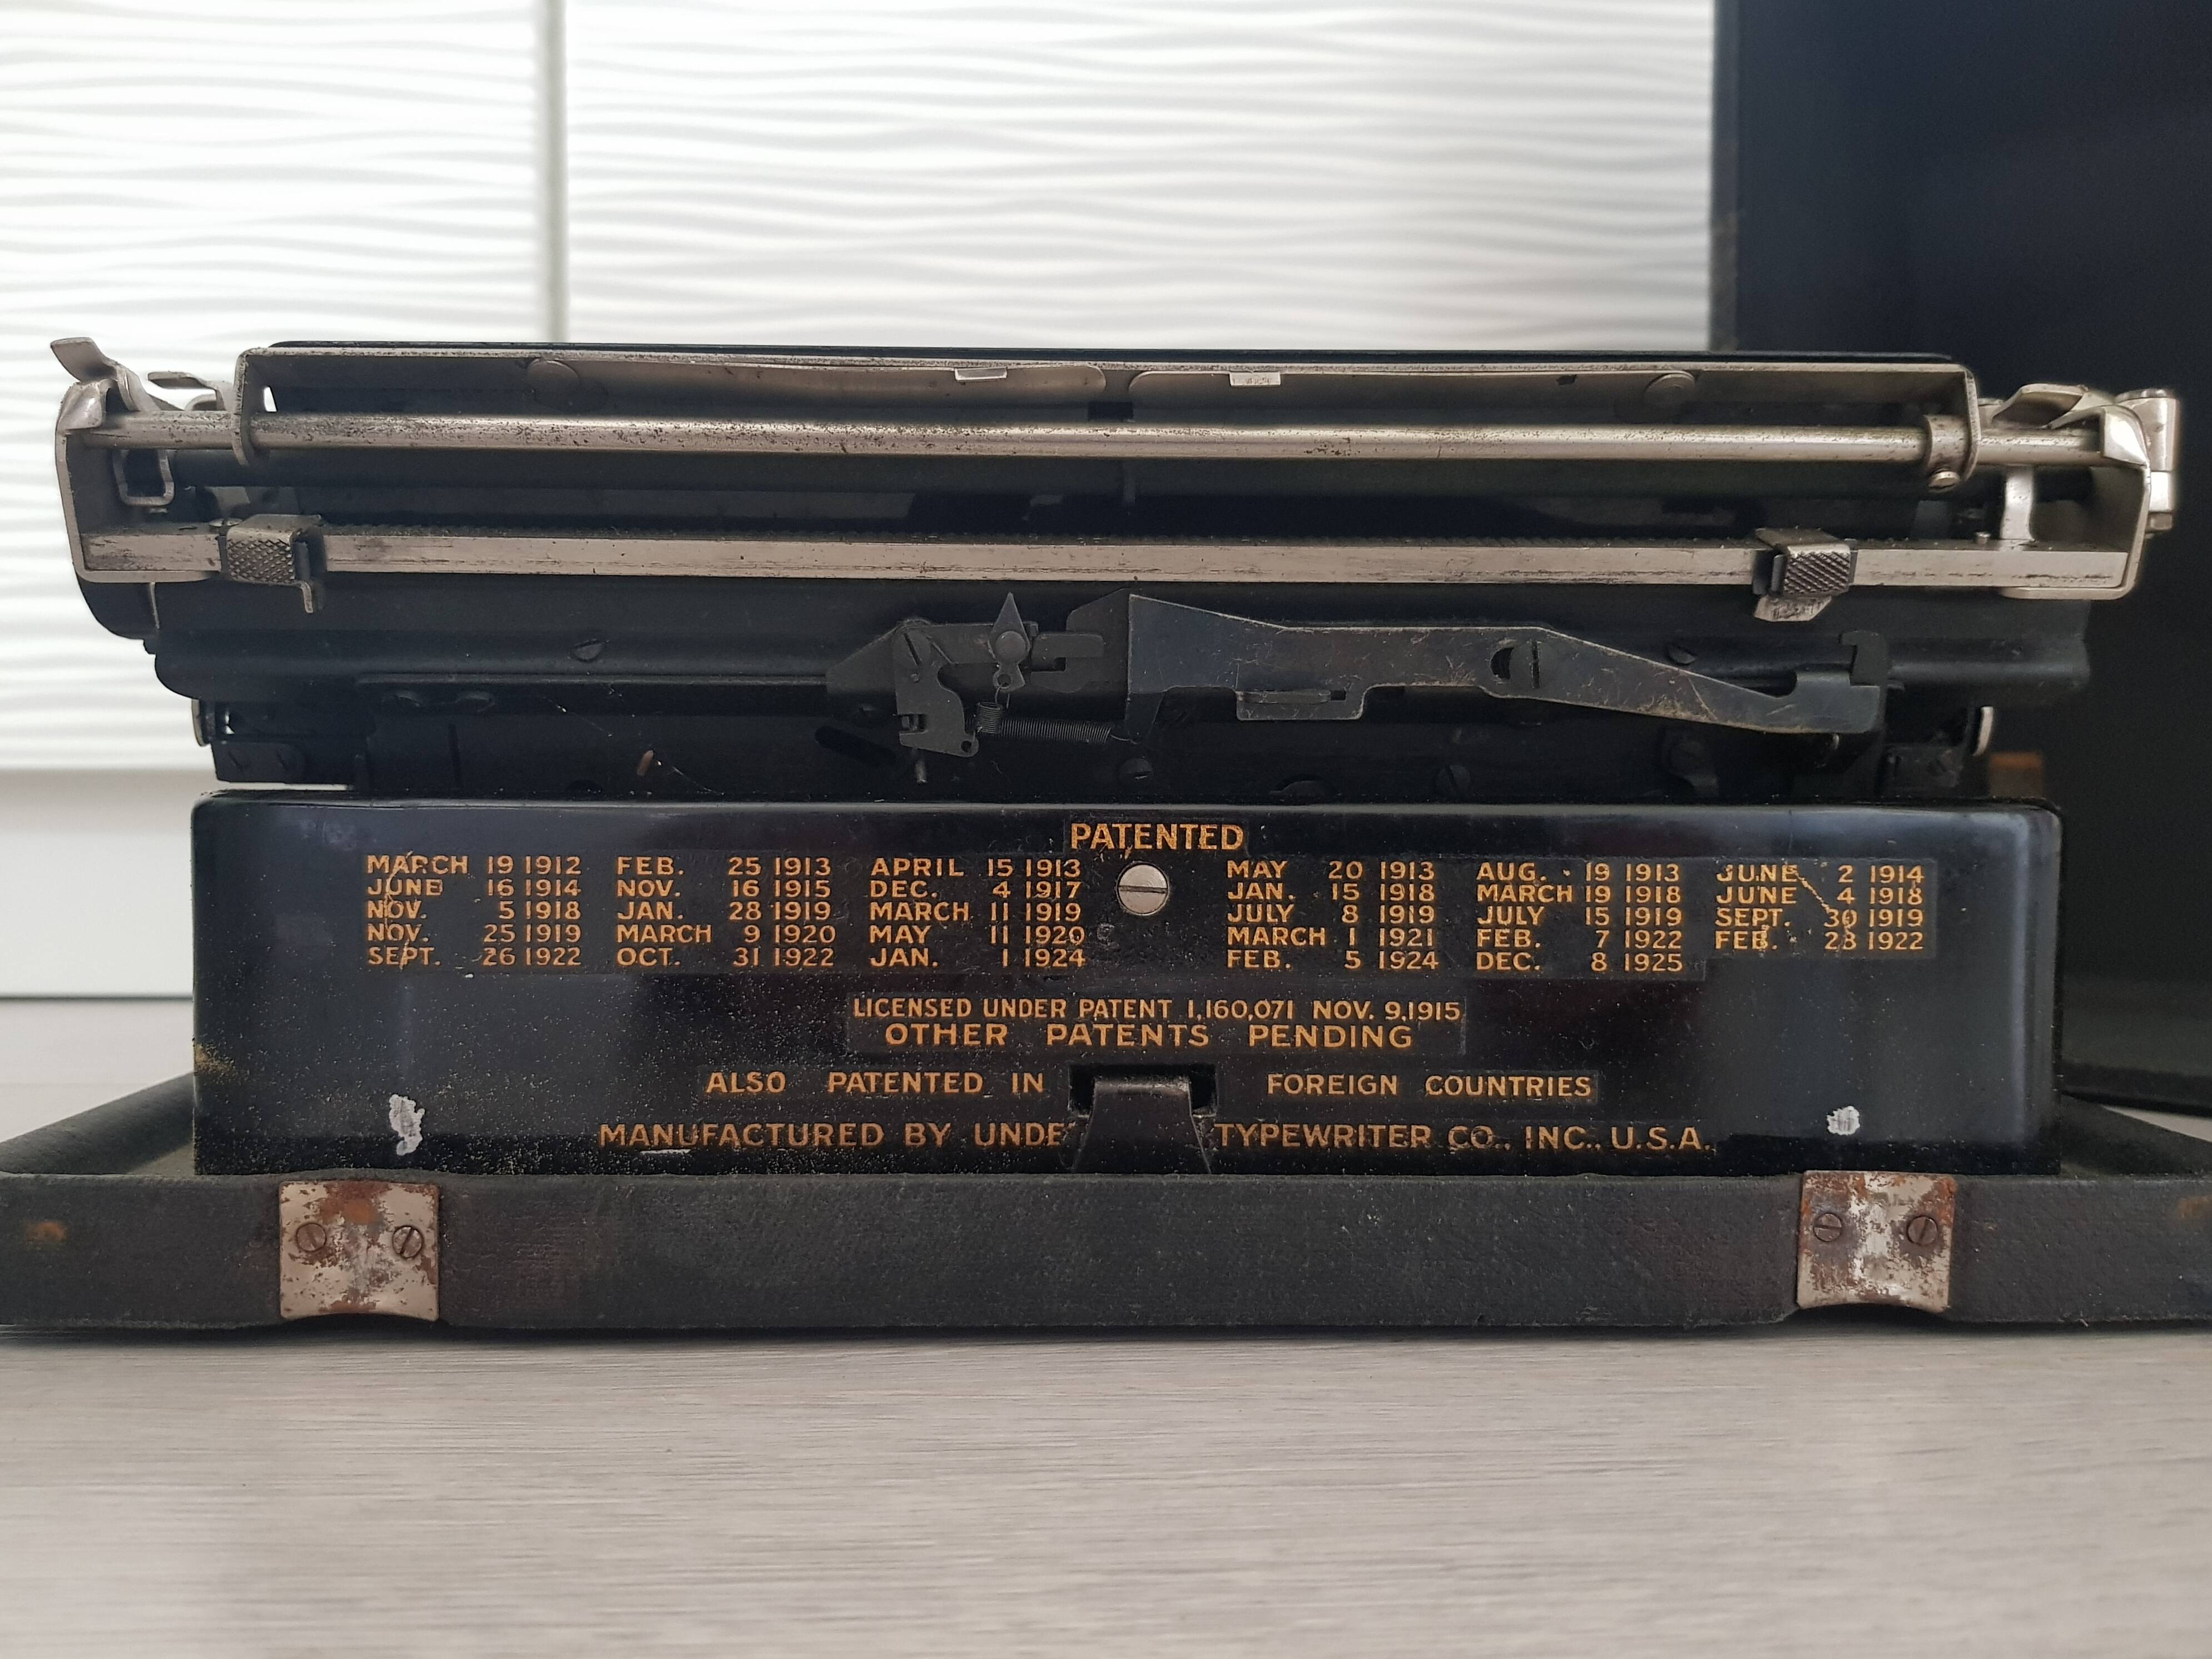 PATENTED
MARCH 19 1912 FEB. 25 1913 APRIL 15 1913 MAY 20 1913 AUG. 19 1913 JUNE 2 1914
JUNE 16 1914 NOV. 16 1915 DEC. 4 1917 JAN. 15 1918 MARCH 19 1918 JUNE 4 1918
NOV. 5 1918 JAN. 28 1919 MARCH 11 1919 JULY 8 1919 JULY 15 1919 SEPT. 30 1919
NOV. 25 1919 MARCH 9 1920 MAY 11 1920 MARCH 1 1921 FEB. 7 1922 FEB. 28 1922
SEPT. 26 1922 OCT. 31 1922 JAN. 1 1924 FEB. 5 1924 DEC. 8 1925
LICENSED UNDER PATENT 1,160,071 NOV. 9,1915
OTHER PATENTS PENDING
ALSO PATENTED IN FOREIGN COUNTRIES
MANUFACTURED BY UNDE TYPEWRITER CO., INC., U.S.A.